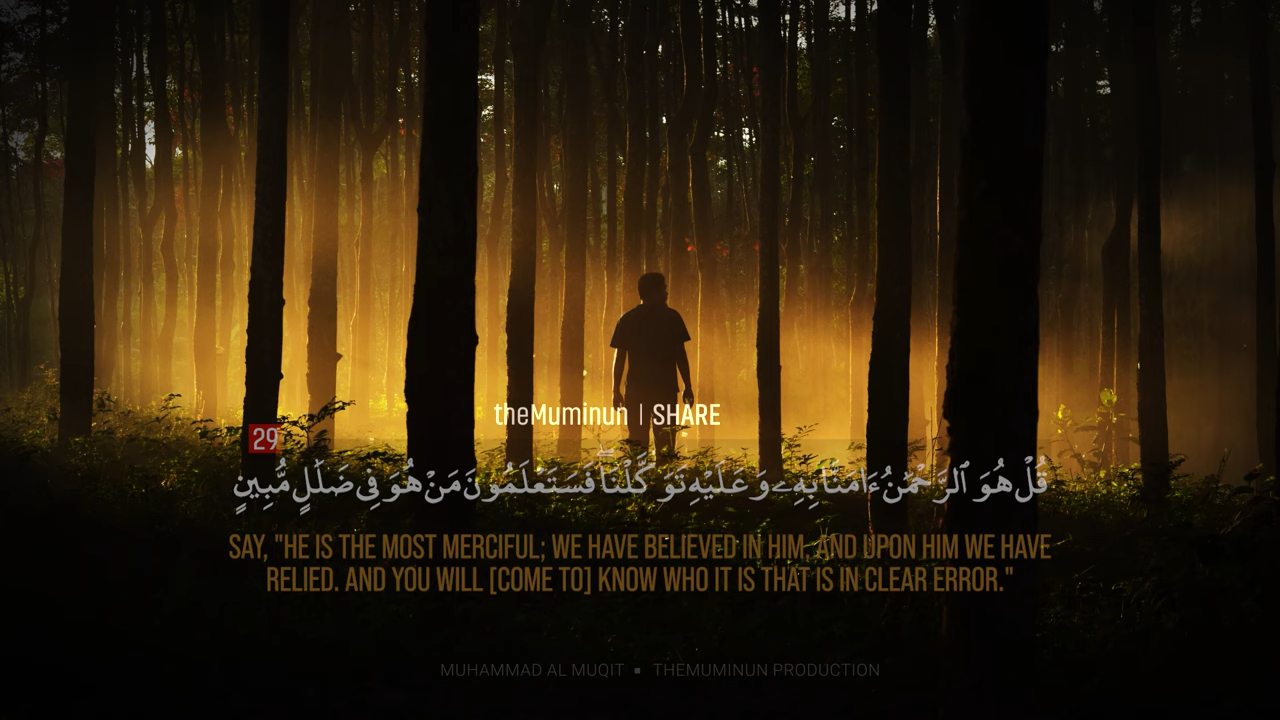 theMuminun | SHARE
29
قُلْ هُوَ ٱلرَّحْمَٰنُ ءَامَنَّا بِهِۦ وَعَلَيْهِ تَوَكَّلْنَا ۖ فَسَتَعْلَمُونَ مَنْ هُوَ فِى ضَلَٰلٍ مُّبِينٍ
SAY, "HE IS THE MOST MERCIFUL; WE HAVE BELIEVED IN HIM, AND UPON HIM WE HAVE
RELIED. AND YOU WILL [COME TO] KNOW WHO IT IS THAT IS IN CLEAR ERROR."
MUHAMMAD AL MUQIT ▪ THEMUMINUN PRODUCTION